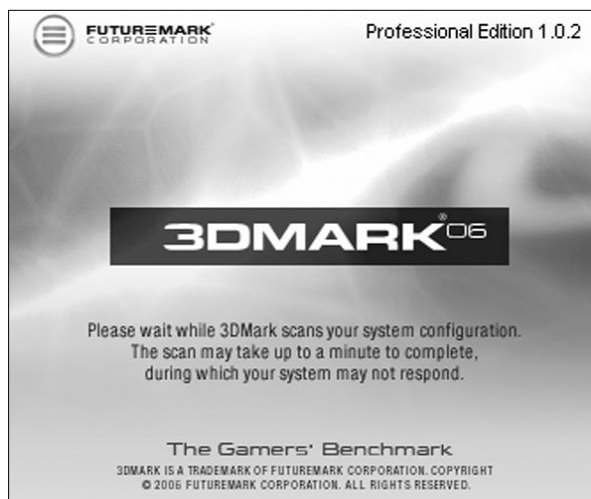 FUTUREMARK®
CORPORATION
Professional Edition 1.0.2
3DMARK®06
Please wait while 3DMark scans your system configuration.
The scan may take up to a minute to complete,
during which your system may not respond.
The Gamers' Benchmark
3DMARK IS A TRADEMARK OF FUTUREMARK CORPORATION. COPYRIGHT
© 2006 FUTUREMARK CORPORATION. ALL RIGHTS RESERVED.